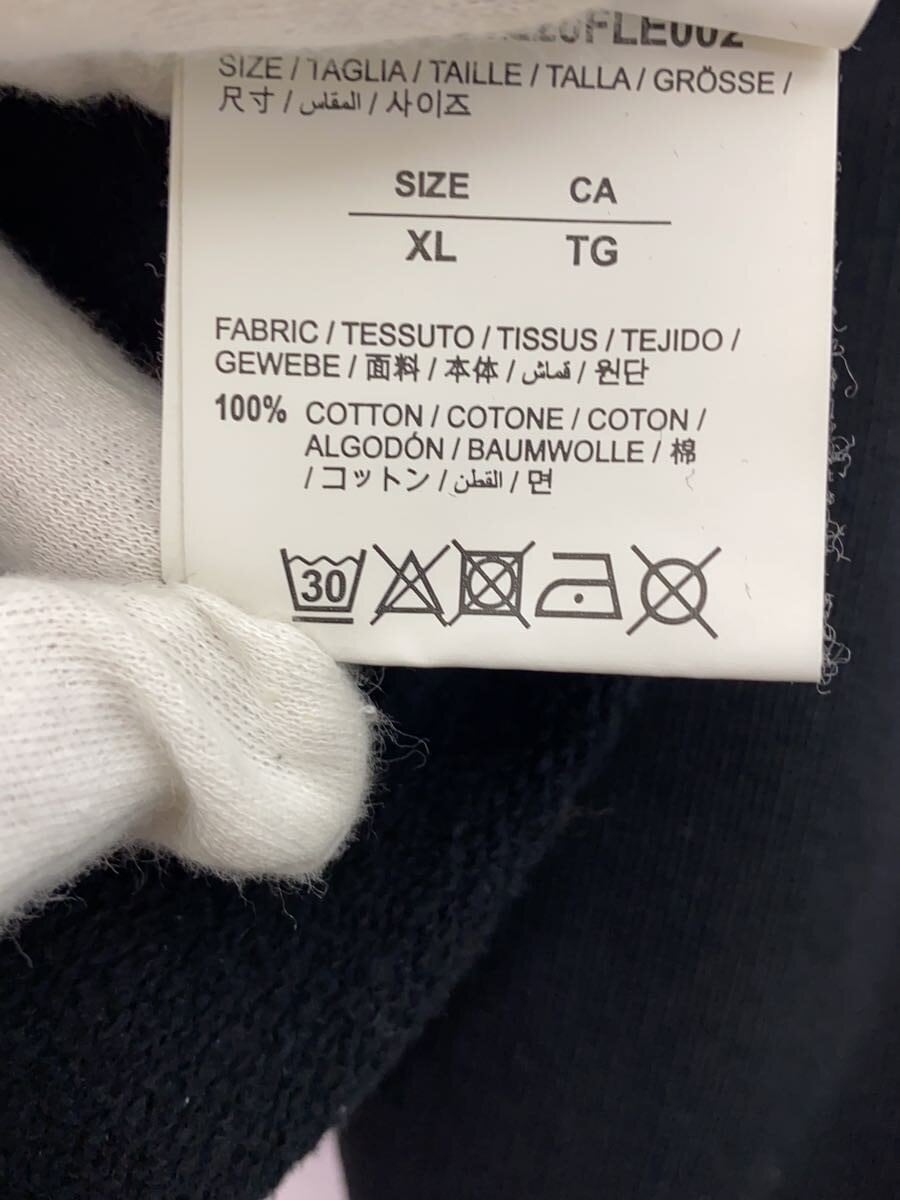 FLE002
SIZE / TAGLIA / TAILLE / TALLA / GRÖSSE /
尺寸 / المقاس / 사이즈
SIZE CA
XL TG
FABRIC / TESSUTO / TISSUS / TEJIDO /
GEWEBE / 面料 / 本体 / قماش / 원단
100% COTTON / COTONE / COTON /
ALGODÓN / BAUMWOLLE / 棉
/ コットン / القطن / 면
30